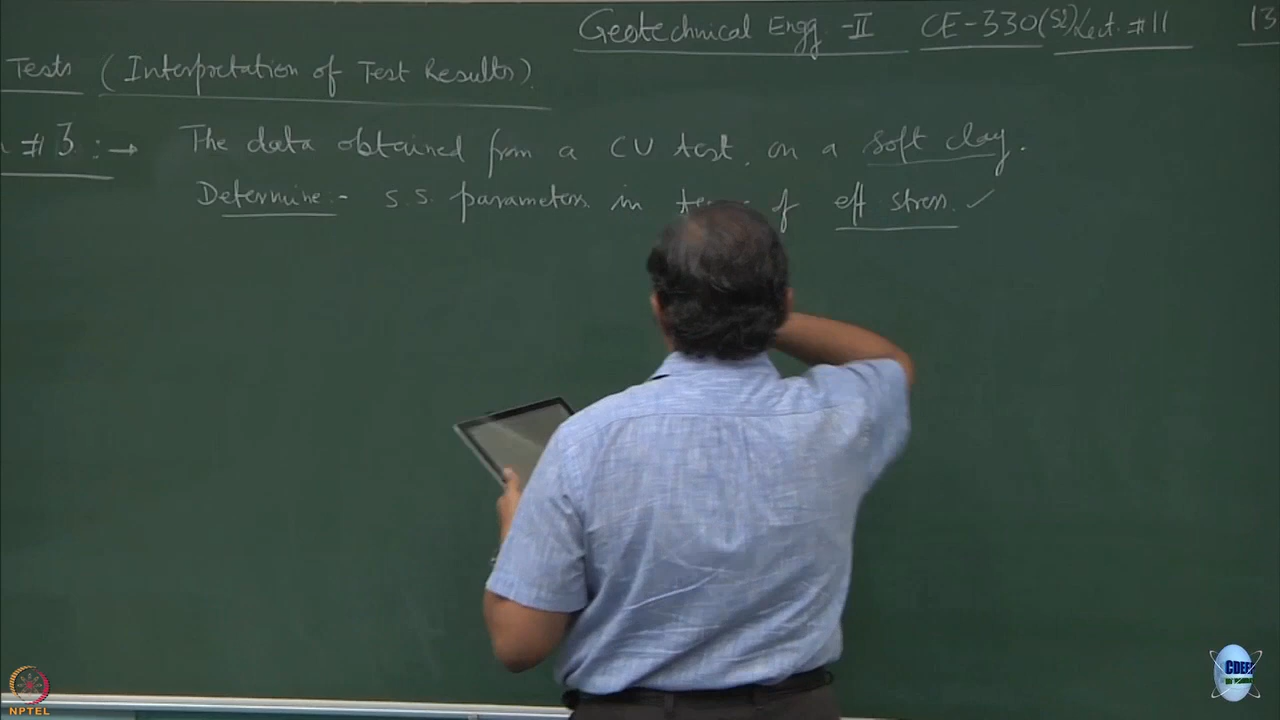 Geotechnical Engg. -II CE-330(S2) Lect. #11 13
Tests (Interpretation of Test Results)
#3 :→ The data obtained from a CU test, on a soft clay.
Determine:- S.S. parameters in of eff. stress. ✓
NPTEL
CDEEP